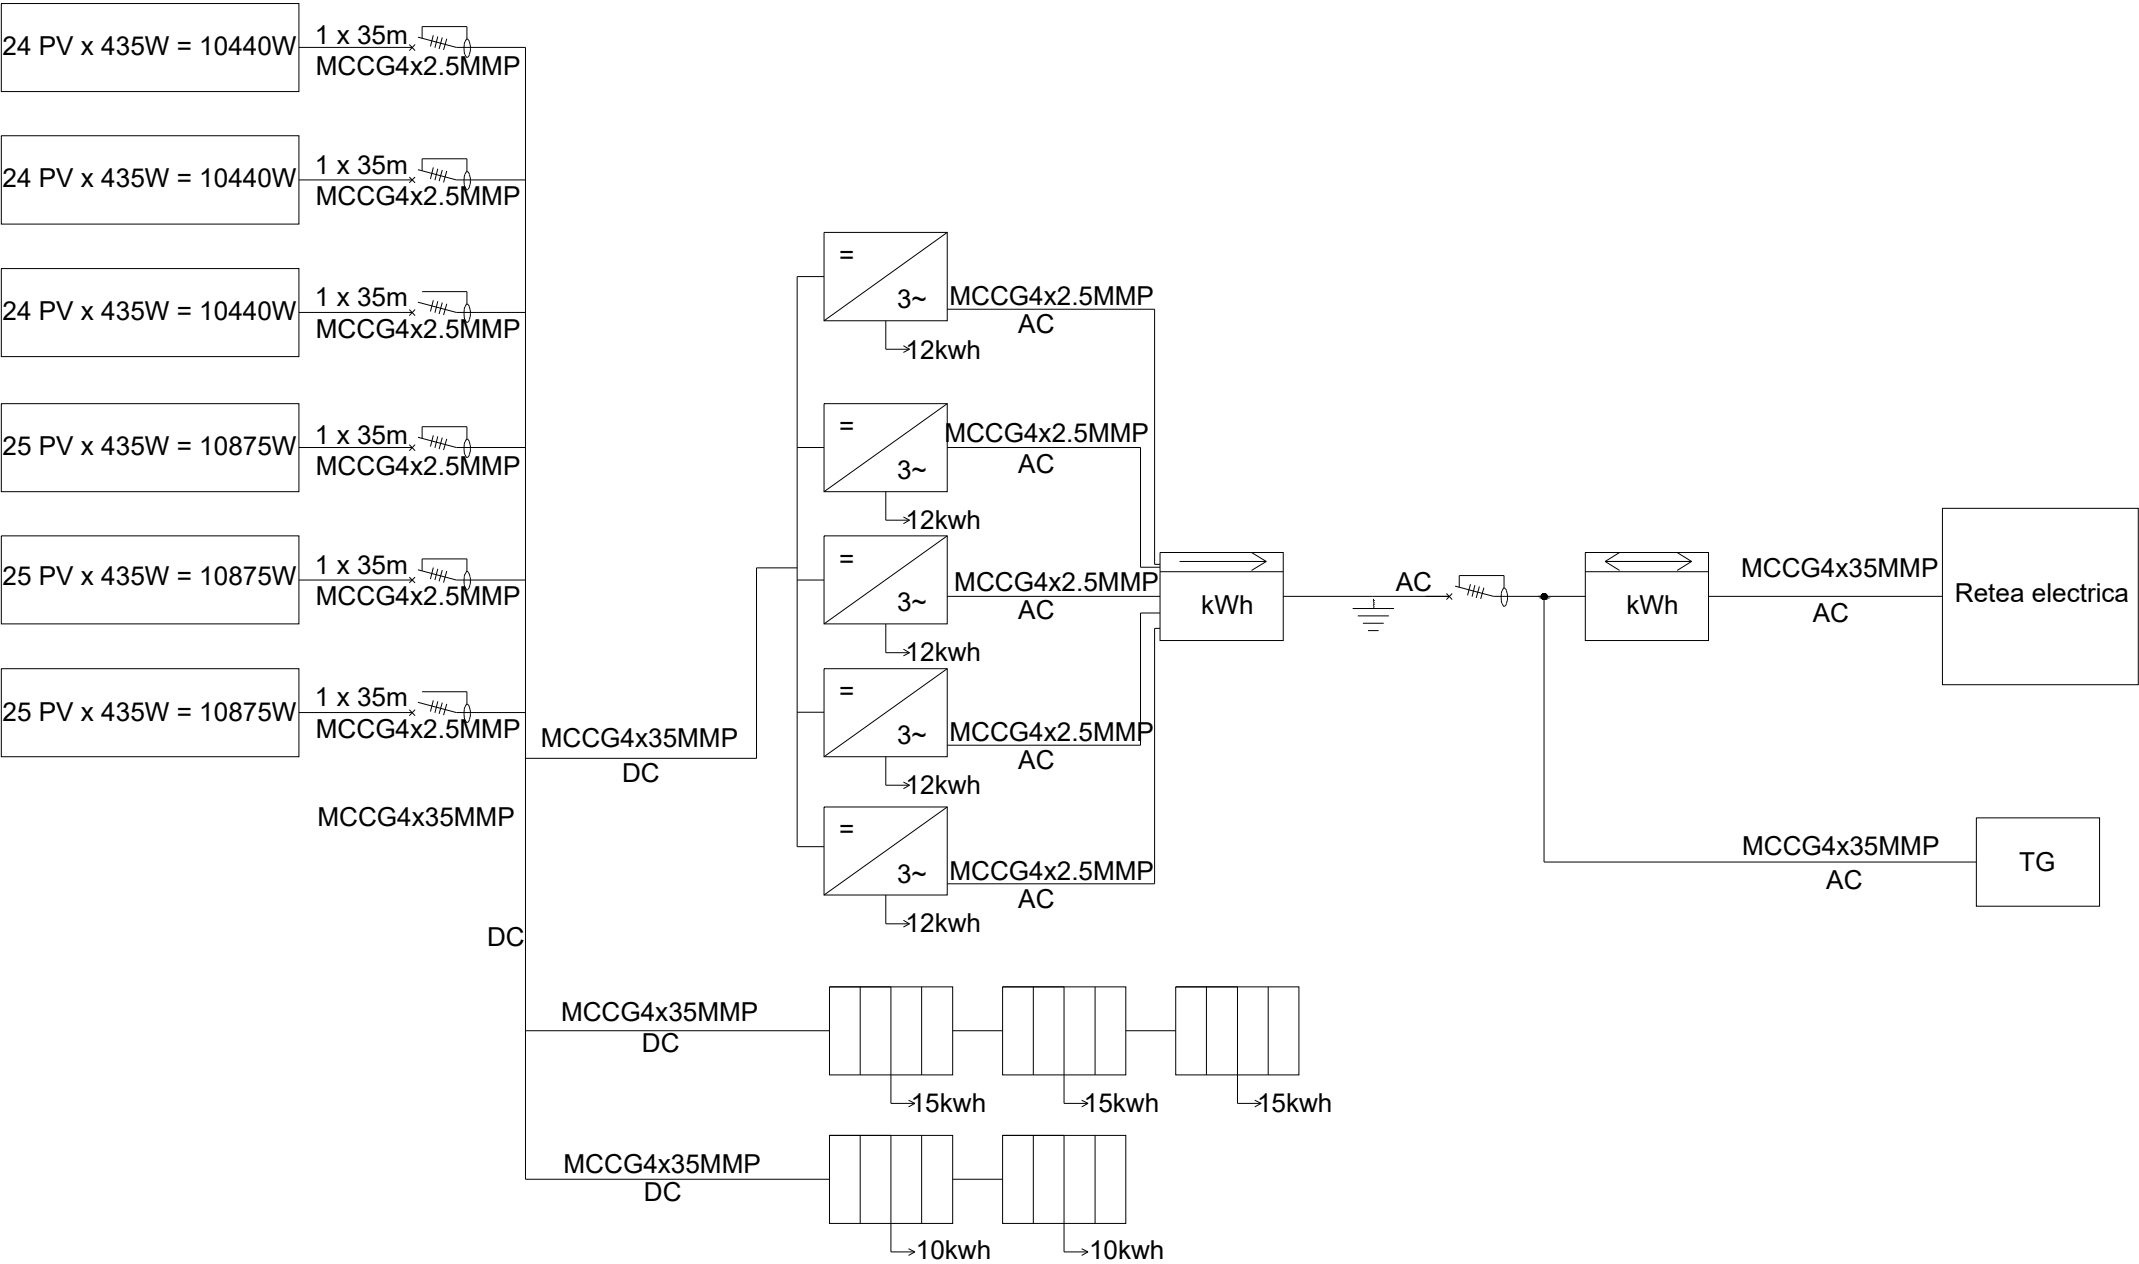 24 PV x 435W = 10440W
1 x 35m
MCCG4x2.5MMP
24 PV x 435W = 10440W
1 x 35m
MCCG4x2.5MMP
24 PV x 435W = 10440W
1 x 35m
MCCG4x2.5MMP
25 PV x 435W = 10875W
1 x 35m
MCCG4x2.5MMP
25 PV x 435W = 10875W
1 x 35m
MCCG4x2.5MMP
25 PV x 435W = 10875W
1 x 35m
MCCG4x2.5MMP
MCCG4x35MMP
DC
MCCG4x35MMP
DC
=
3~
12kwh
MCCG4x2.5MMP
AC
=
3~
12kwh
MCCG4x2.5MMP
AC
=
3~
12kwh
MCCG4x2.5MMP
AC
=
3~
12kwh
MCCG4x2.5MMP
AC
=
3~
12kwh
MCCG4x2.5MMP
AC
kWh
AC
kWh
MCCG4x35MMP
AC
Retea electrica
MCCG4x35MMP
AC
TG
MCCG4x35MMP
DC
15kwh
15kwh
15kwh
MCCG4x35MMP
DC
10kwh
10kwh